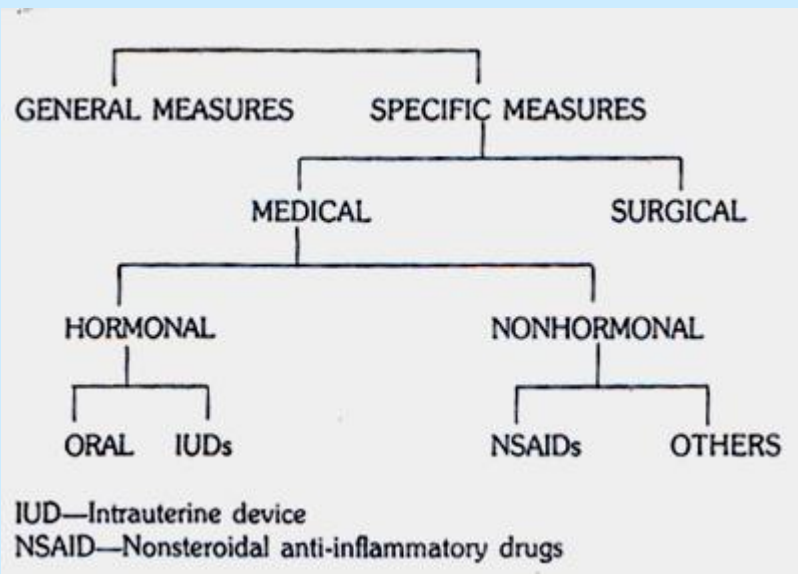 GENERAL MEASURES SPECIFIC MEASURES
MEDICAL SURGICAL
HORMONAL NONHORMONAL
ORAL IUDs NSAIDs OTHERS
IUD—Intrauterine device
NSAID—Nonsteroidal anti-inflammatory drugs